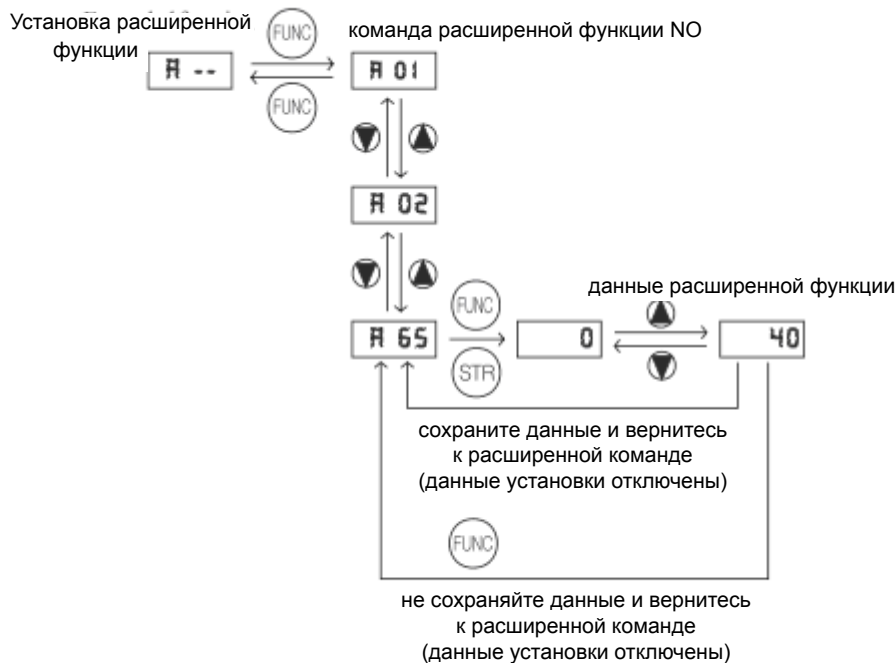 Установка расширенной
функции
FUNC
команда расширенной функции NO
A --
A 01
FUNC
A 02
данные расширенной функции
FUNC
A 65
0
40
STR
сохраните данные и вернитесь
к расширенной команде
(данные установки отключены)
FUNC
не сохраняйте данные и вернитесь
к расширенной команде
(данные установки отключены)